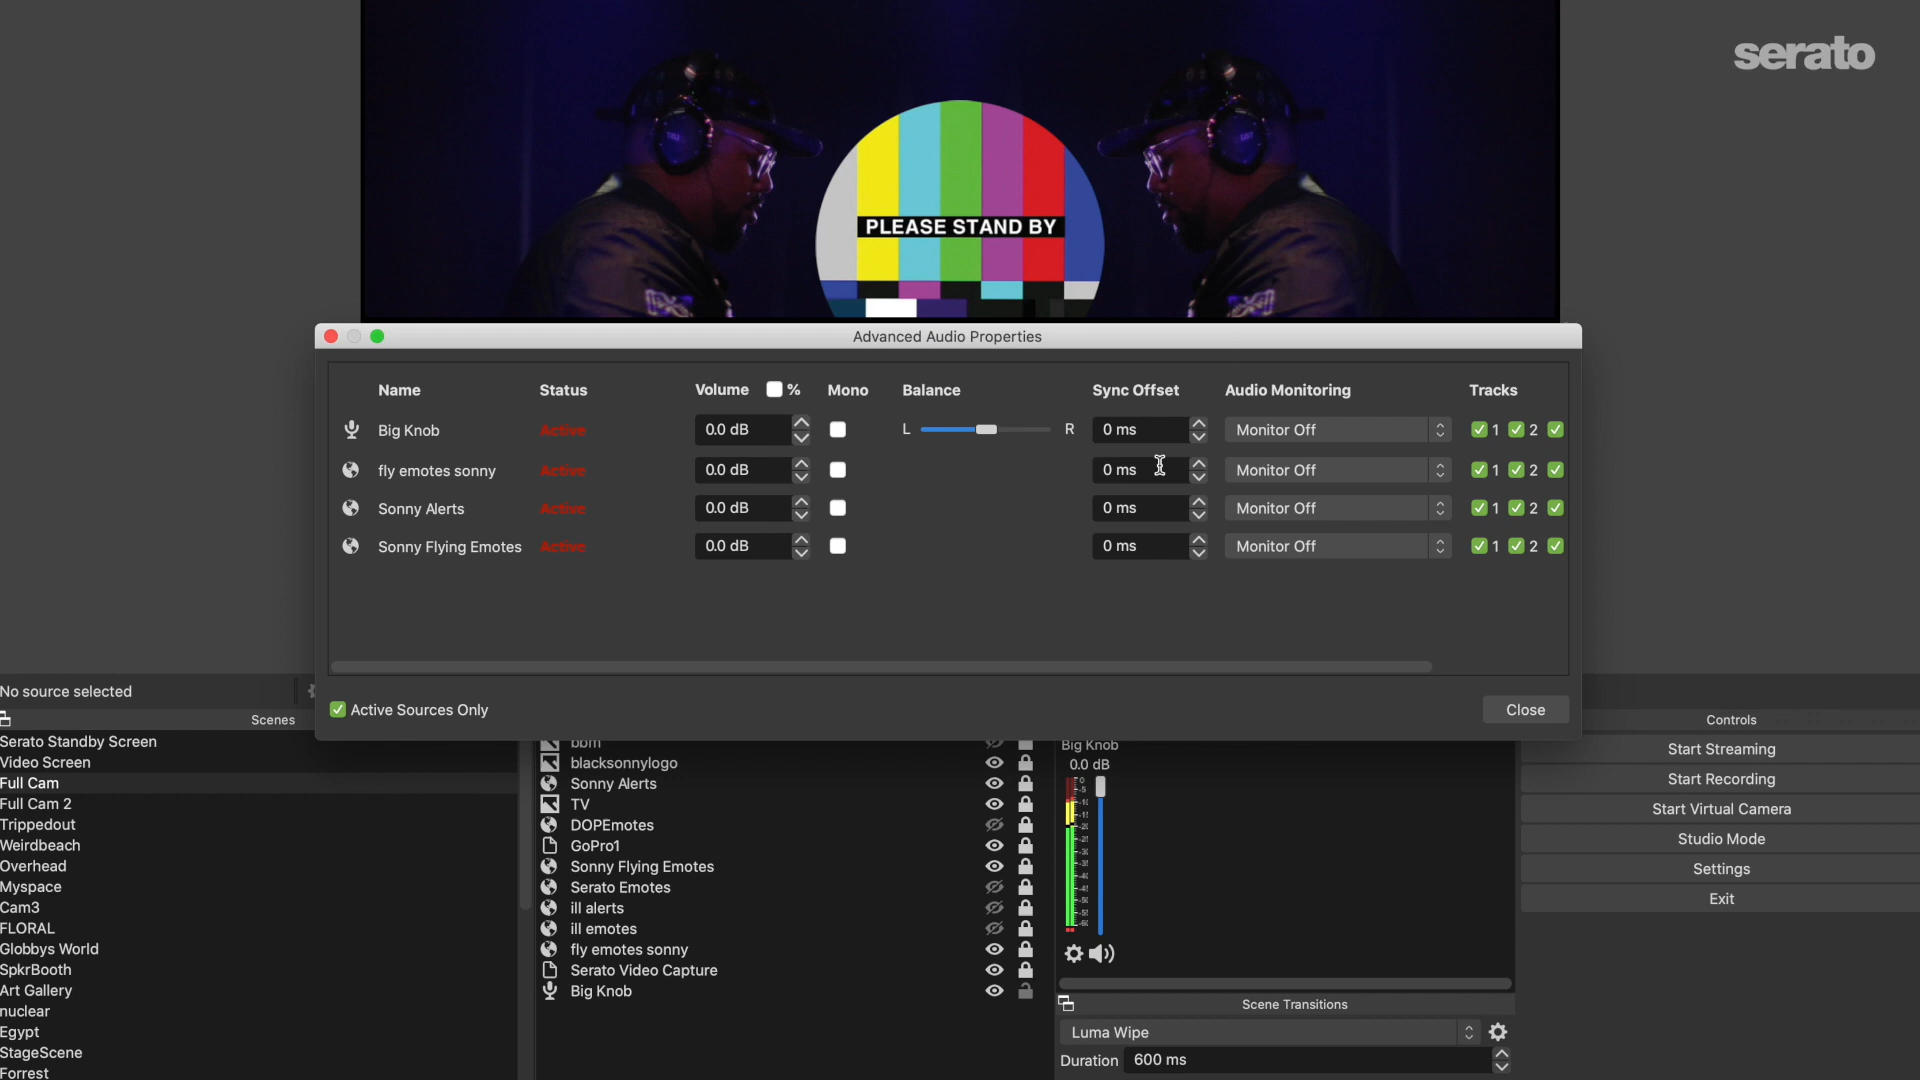 serato
PLEASE STAND BY
Advanced Audio Properties
Name Status Volume % Mono Balance Sync Offset Audio Monitoring Tracks
Big Knob Active 0.0 dB L R 0 ms Monitor Off 1 2
fly emotes sonny Active 0.0 dB 0 ms Monitor Off 1 2
Sonny Alerts Active 0.0 dB 0 ms Monitor Off 1 2
Sonny Flying Emotes Active 0.0 dB 0 ms Monitor Off 1 2
Active Sources Only Close
No source selected
Scenes
Serato Standby Screen
Video Screen
Full Cam
Full Cam 2
Trippedout
Weirdbeach
Overhead
Myspace
Cam3
FLORAL
Globbys World
SpkrBooth
Art Gallery
nuclear
Egypt
StageScene
Forrest
bbm
blacksonnylogo
Sonny Alerts
TV
DOPEmotes
GoPro1
Sonny Flying Emotes
Serato Emotes
ill alerts
ill emotes
fly emotes sonny
Serato Video Capture
Big Knob
Big Knob
0.0 dB
Scene Transitions
Luma Wipe
Duration 600 ms
Controls
Start Streaming
Start Recording
Start Virtual Camera
Studio Mode
Settings
Exit